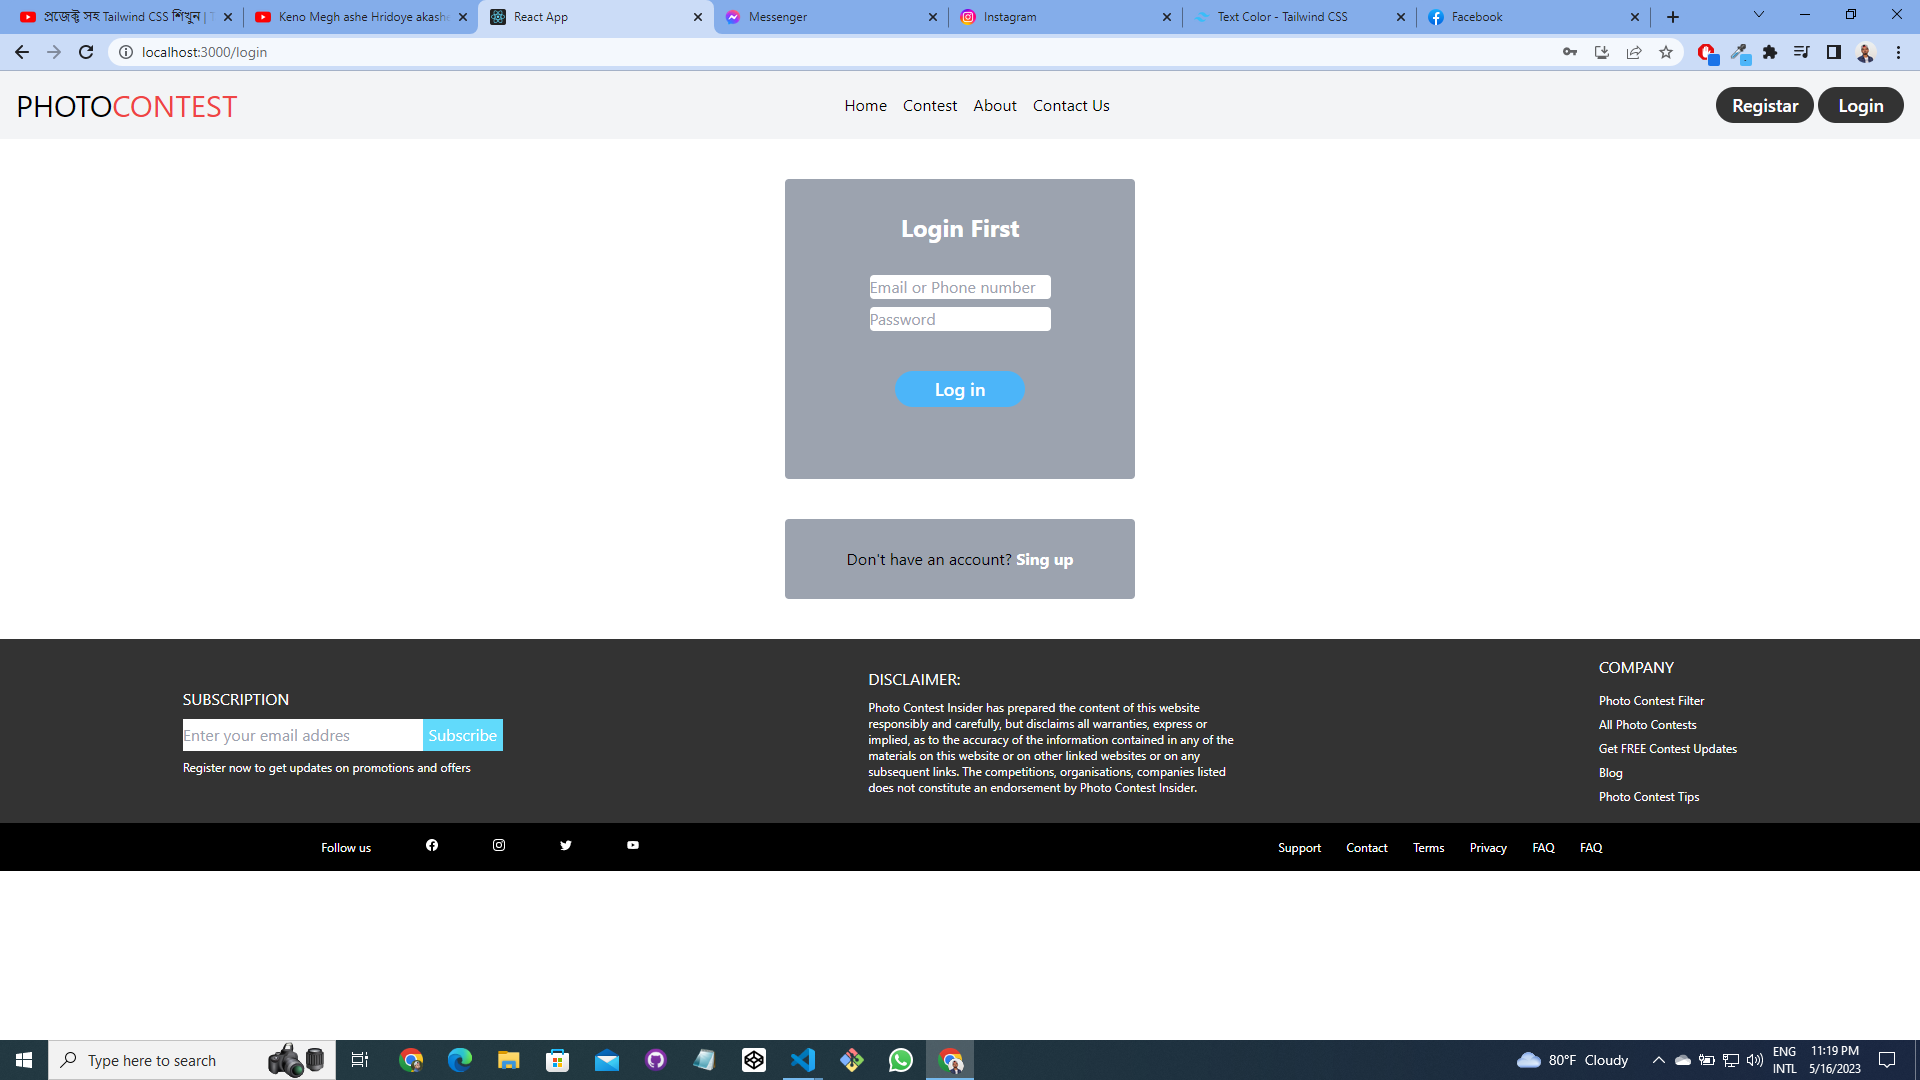 প্রজেক্ট সহ Tailwind CSS শিখুন |
Keno Megh ashe Hridoye akashe
React App
Messenger
Instagram
Text Color - Tailwind CSS
Facebook
localhost:3000/login
PHOTOCONTEST
Home Contest About Contact Us
Registar Login
Login First
Email or Phone number
Password
Log in
Don't have an account? Sing up
SUBSCRIPTION
Enter your email addres Subscribe
Register now to get updates on promotions and offers
DISCLAIMER:
Photo Contest Insider has prepared the content of this website
responsibly and carefully, but disclaims all warranties, express or
implied, as to the accuracy of the information contained in any of the
materials on this website or on other linked websites or on any
subsequent links. The competitions, organisations, companies listed
does not constitute an endorsement by Photo Contest Insider.
COMPANY
Photo Contest Filter
All Photo Contests
Get FREE Contest Updates
Blog
Photo Contest Tips
Follow us
Support Contact Terms Privacy FAQ FAQ
Type here to search
80°F Cloudy
ENG
INTL
11:19 PM
5/16/2023